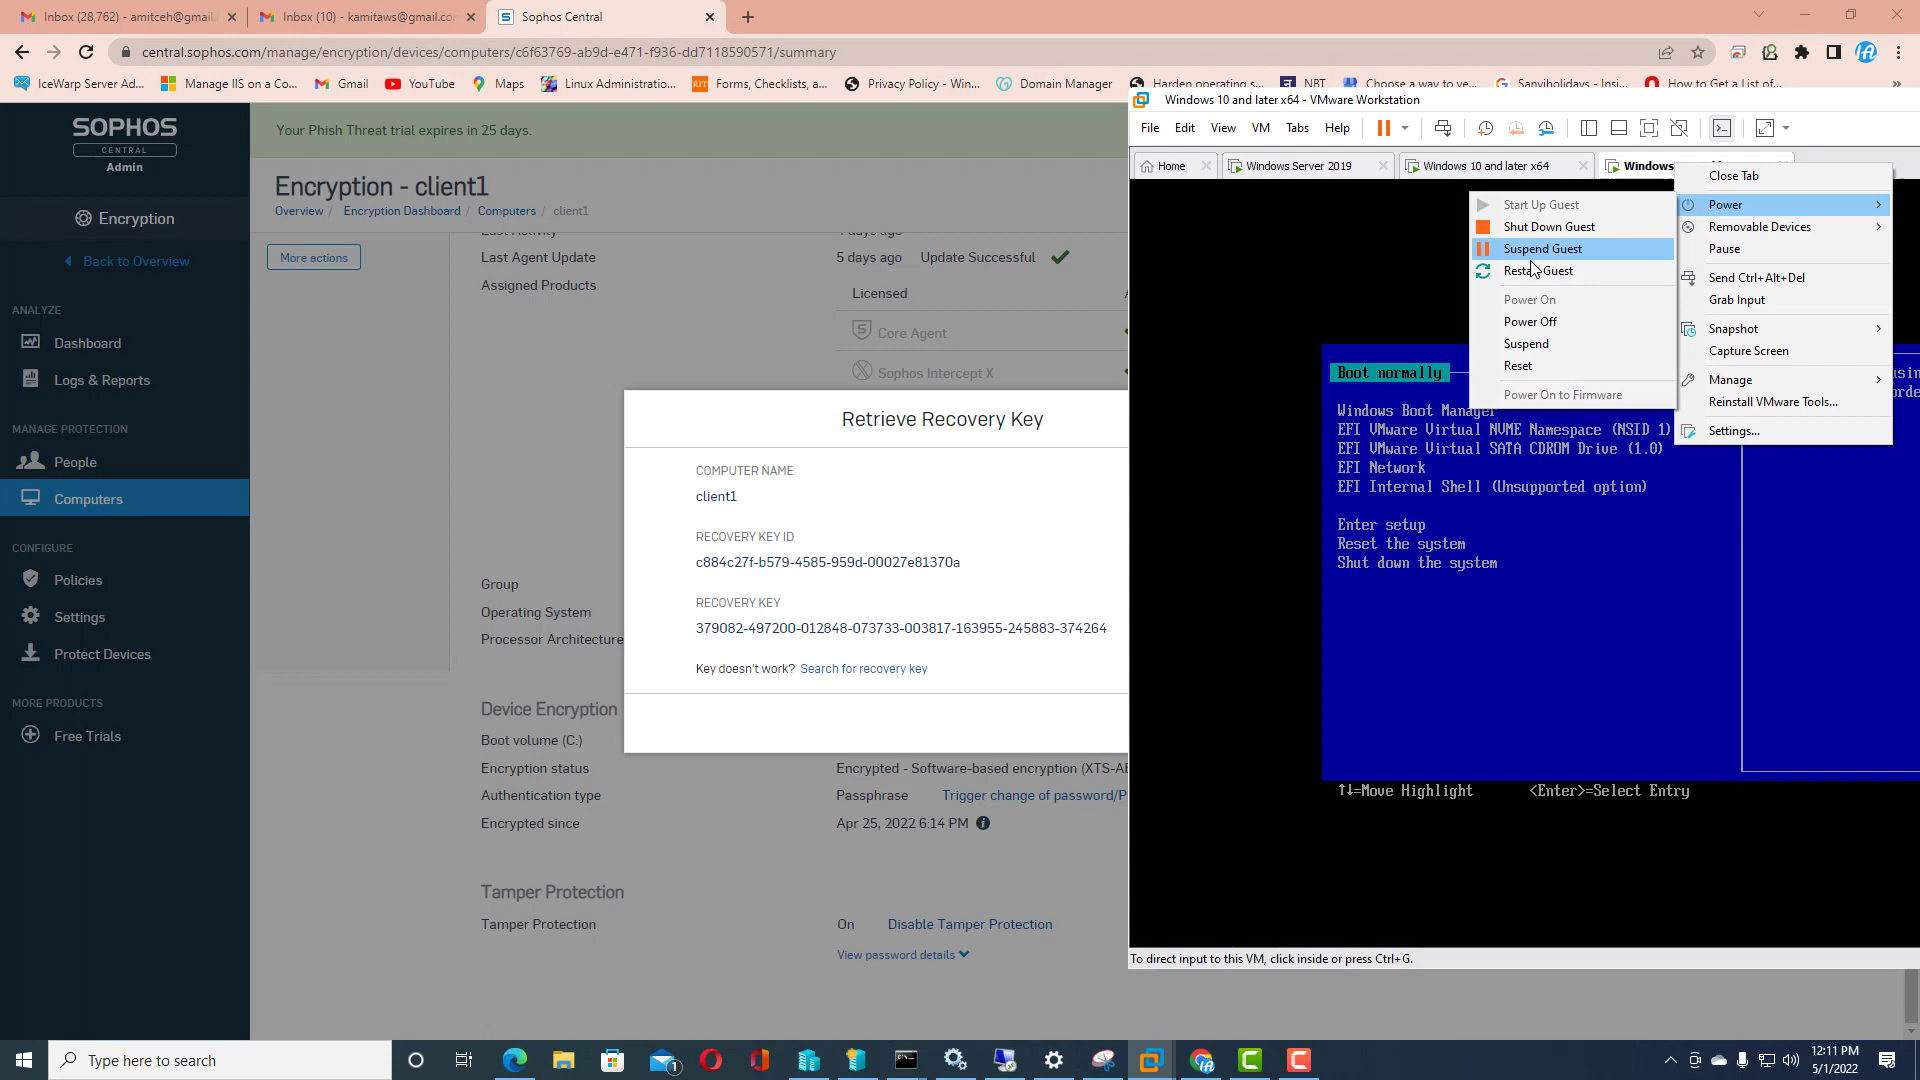 Inbox (28,762) - amitceh@gmail.
Inbox (10) - kamitaws@gmail.co
Sophos Central
central.sophos.com/manage/encryption/devices/computers/c6f63769-ab9d-e471-f936-dd7118590571/summary
IceWarp Server Ad...
Manage IIS on a Co...
Gmail
YouTube
Maps
Linux Administratio...
Forms, Checklists, a...
Privacy Policy - Win...
Domain Manager
Harden operating s...
NBT
Choose a way to ve...
Sanviholidays - Insi...
How to Get a List of...
SOPHOS
CENTRAL
Admin
Encryption
Back to Overview
ANALYZE
Dashboard
Logs & Reports
MANAGE PROTECTION
People
Computers
CONFIGURE
Policies
Settings
Protect Devices
MORE PRODUCTS
Free Trials
Your Phish Threat trial expires in 25 days.
Encryption - client1
Overview / Encryption Dashboard / Computers / client1
More actions
Last Agent Update
5 days ago Update Successful
Assigned Products
Licensed
Core Agent
Sophos Intercept X
Group
Operating System
Processor Architecture
Retrieve Recovery Key
COMPUTER NAME
client1
RECOVERY KEY ID
c884c27f-b579-4585-959d-00027e81370a
RECOVERY KEY
379082-497200-012848-073733-003817-163955-245883-374264
Key doesn't work? Search for recovery key
Device Encryption
Boot volume (C:)
Encryption status
Encrypted - Software-based encryption (XTS-AE
Authentication type
Passphrase Trigger change of password/P
Encrypted since
Apr 25, 2022 6:14 PM
Tamper Protection
Tamper Protection
On Disable Tamper Protection
View password details
Windows 10 and later x64 - VMware Workstation
File Edit View VM Tabs Help
Home
Windows Server 2019
Windows 10 and later x64
Windows
Close Tab
Power
Removable Devices
Pause
Send Ctrl+Alt+Del
Grab Input
Snapshot
Capture Screen
Manage
Reinstall VMware Tools...
Settings...
Start Up Guest
Shut Down Guest
Suspend Guest
Restart Guest
Power On
Power Off
Suspend
Reset
Power On to Firmware
Boot normally
Windows Boot Manager
EFI VMware Virtual NVME Namespace (NSID 1)
EFI VMware Virtual SATA CDROM Drive (1.0)
EFI Network
EFI Internal Shell (Unsupported option)
Enter setup
Reset the system
Shut down the system
↑↓=Move Highlight
<Enter>=Select Entry
To direct input to this VM, click inside or press Ctrl+G.
Type here to search
1
12:11 PM
5/1/2022